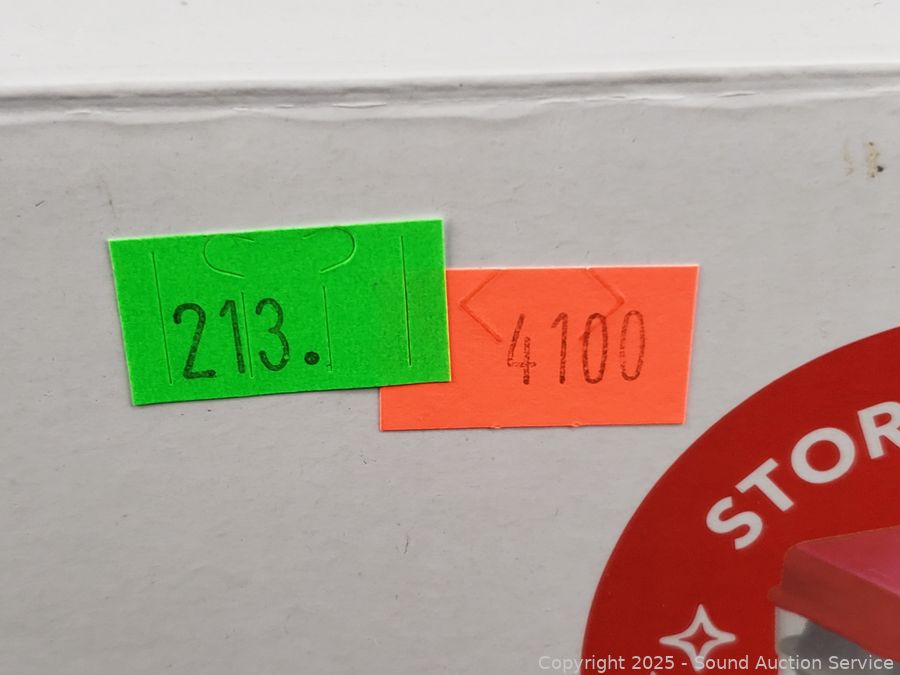 213.
4100
STOR
Copyright 2025 - Sound Auction Service